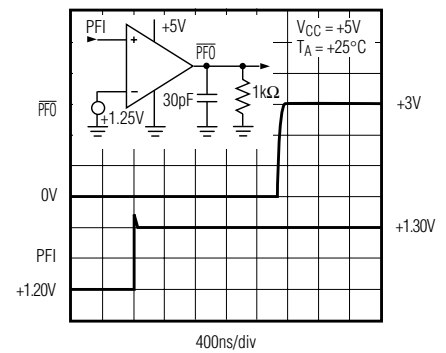 PFI
+5V
VCC = +5V
TA = +25°C
PFO
PFO
30pF
1kΩ
+1.25V
+3V
0V
+1.30V
PFI
+1.20V
400ns/div
+
−